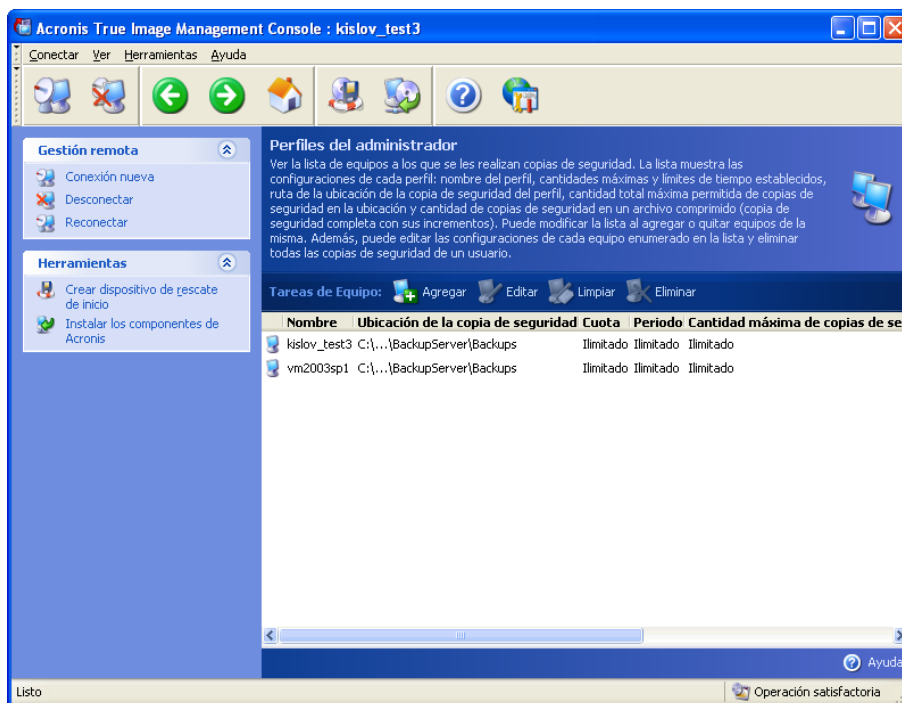 Acronis True Image Management Console : kislov_test3
Conectar Ver Herramientas Ayuda
Gestión remota
Conexión nueva
Desconectar
Reconectar
Herramientas
Crear dispositivo de rescate
de inicio
Instalar los componentes de
Acronis
Perfiles del administrador
Ver la lista de equipos a los que se les realizan copias de seguridad. La lista muestra las
configuraciones de cada perfil: nombre del perfil, cantidades máximas y límites de tiempo establecidos,
ruta de la ubicación de la copia de seguridad del perfil, cantidad total máxima permitida de copias de
seguridad en la ubicación y cantidad de copias de seguridad en un archivo comprimido (copia de
seguridad completa con sus incrementos). Puede modificar la lista al agregar o quitar equipos de la
misma. Además, puede editar las configuraciones de cada equipo enumerado en la lista y eliminar
todas las copias de seguridad de un usuario.
Tareas de Equipo: Agregar Editar Limpiar Eliminar
Nombre Ubicación de la copia de seguridad Cuota Periodo Cantidad máxima de copias de se
kislov_test3 C:\...\BackupServer\Backups Ilimitado Ilimitado Ilimitado
vm2003sp1 C:\...\BackupServer\Backups Ilimitado Ilimitado Ilimitado
Ayuda
Listo Operación satisfactoria